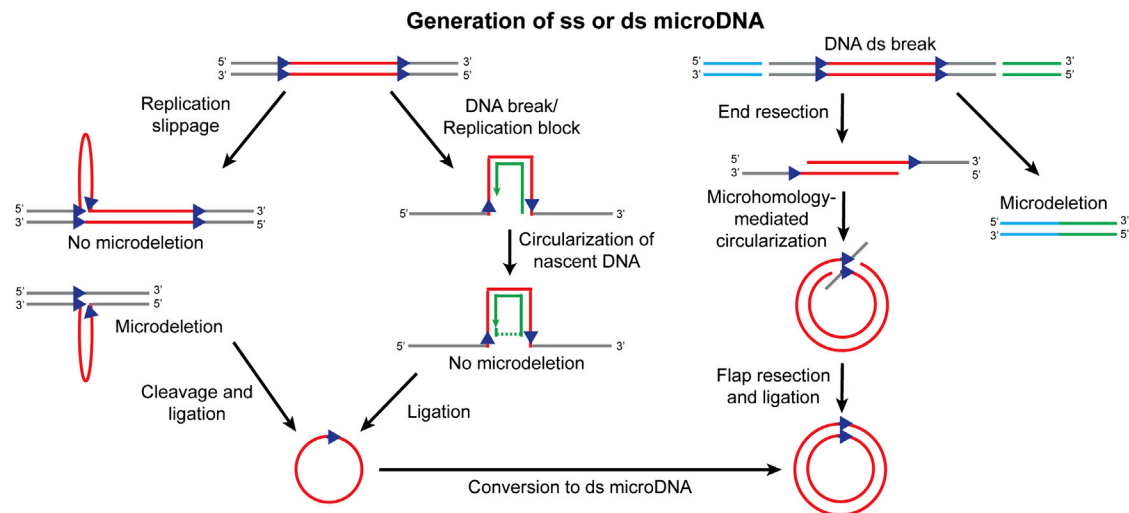 Generation of ss or ds microDNA
5’ 3’
3’ 5’
Replication
slippage
DNA break/
Replication block
5’ 3’
3’ 5’
No microdeletion
5’ 3’
3’ 5’
Microdeletion
5’ 3’
Circularization of
nascent DNA
5’ 3’
No microdeletion
Cleavage and
ligation
Ligation
Conversion to ds microDNA
DNA ds break
5’ 3’
3’ 5’
End resection
5’ 3’
3’ 5’
Microhomology-
mediated
circularization
Microdeletion
5’ 3’
3’ 5’
Flap resection
and ligation